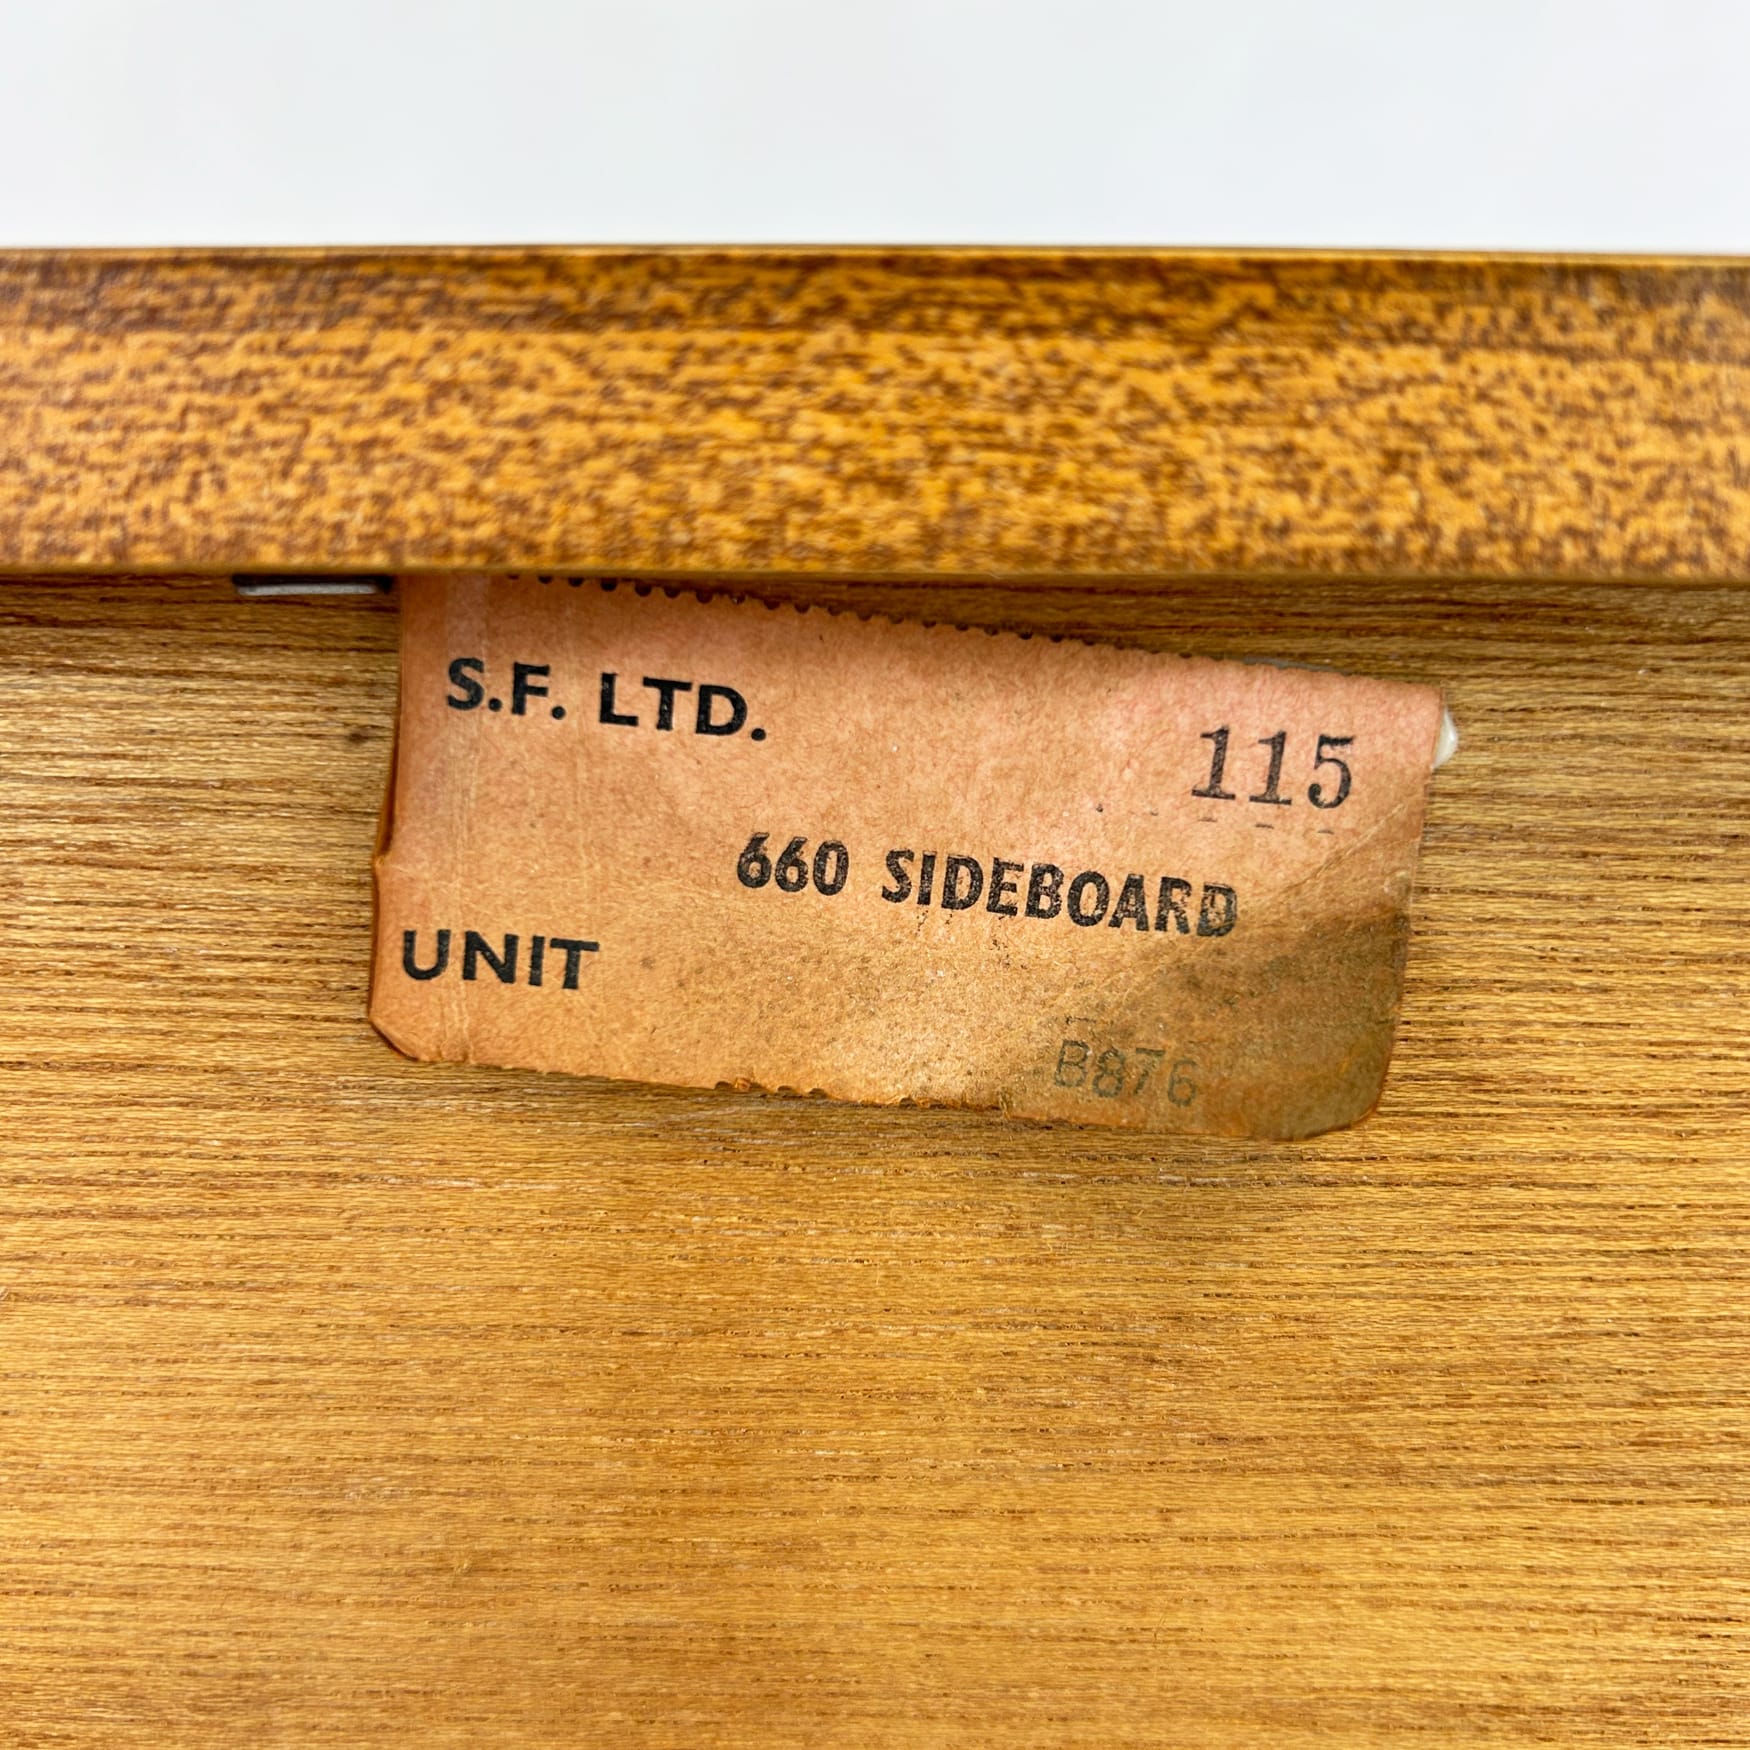 S.F. LTD.
115
660 SIDEBOARD
UNIT
B876